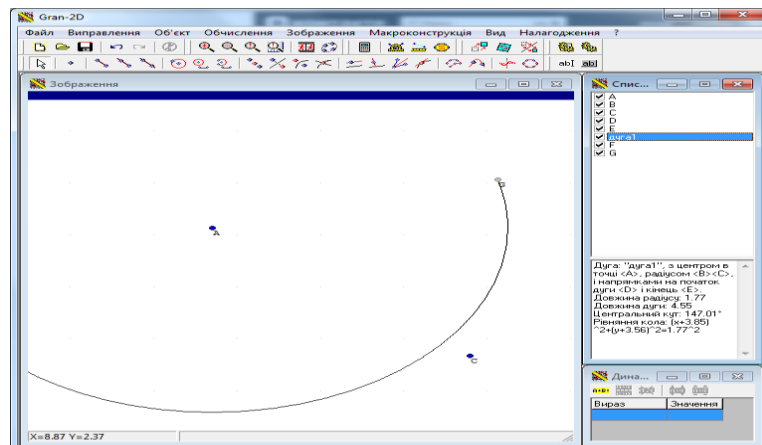 Gran-2D
Файл Виправлення Об'єкт Обчислення Зображення Макроконструкція Вид Налагодження ?
ab[ ab]
Зображення
A
C
X=8.87 Y=2.37
Спис...
A
B
C
D
E
дуга1
F
G
Дуга: "дуга1", з центром в
точці <A>, радіусом <B><C>,
і напрямками на початок
дуги <D> і кінець <E>.
Довжина радіусу: 1.77
Довжина дуги: 4.55
Центральний кут: 147.01°
Рівняння кола: (x+3.85)
^2+(y+3.56)^2=1.77^2
Дина...
Вираз Значення